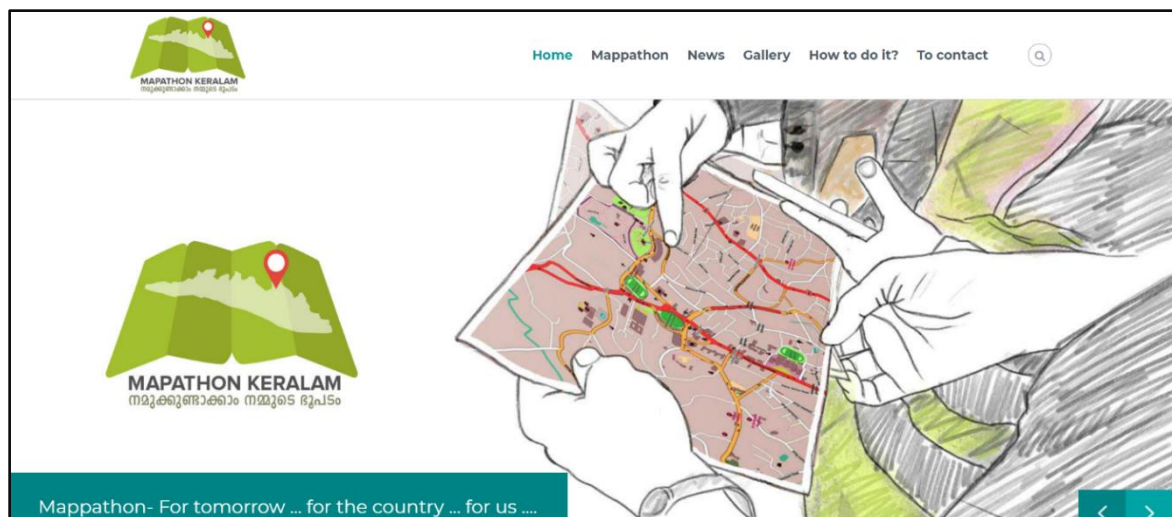 MAPATHON KERALAM
നമുക്കുണ്ടാക്കാം നമ്മുടെ ഭൂപടം
Home Mappathon News Gallery How to do it? To contact
MAPATHON KERALAM
നമുക്കുണ്ടാക്കാം നമ്മുടെ ഭൂപടം
Mappathon- For tomorrow ... for the country ... for us ....